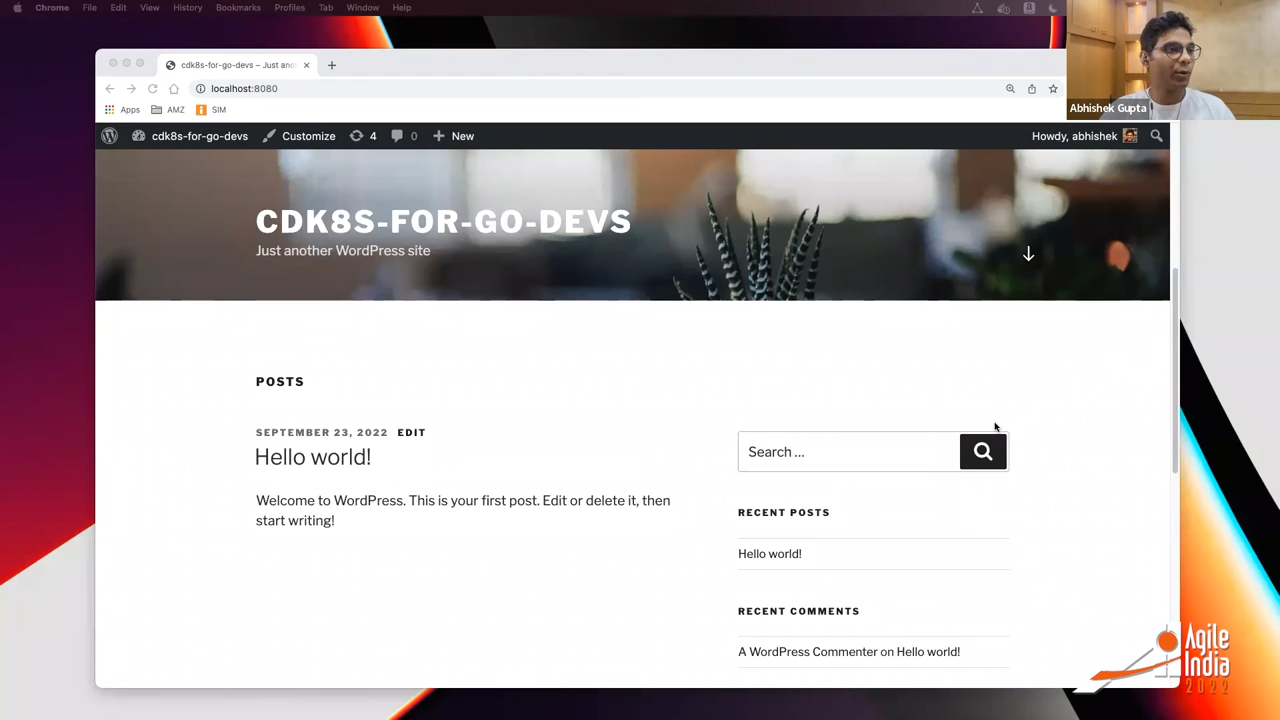 Chrome File Edit View History Bookmarks Profiles Tab Window Help
cdk8s-for-go-devs – Just ano
localhost:8080
Apps AMZ SIM
Abhishek Gupta
cdk8s-for-go-devs Customize 4 0 New Howdy, abhishek
CDK8S-FOR-GO-DEVS
Just another WordPress site
POSTS
SEPTEMBER 23, 2022 EDIT
Hello world!
Welcome to WordPress. This is your first post. Edit or delete it, then
start writing!
Search …
RECENT POSTS
Hello world!
RECENT COMMENTS
A WordPress Commenter on Hello world!
Agile
India
2022